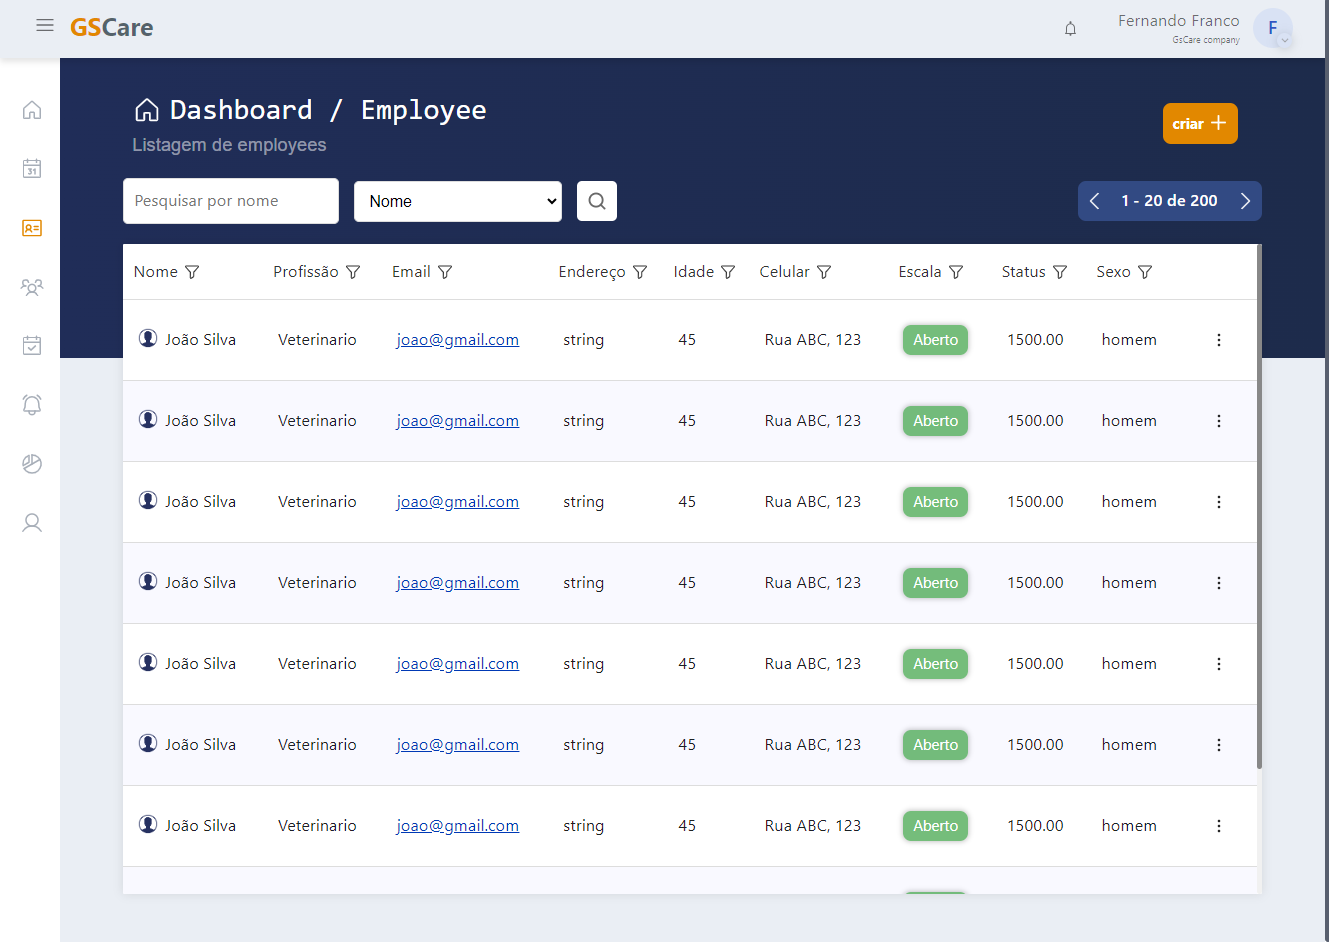 GSCare
Fernando Franco
GsCare company
F
31
Dashboard / Employee
Listagem de employees
criar
Pesquisar por nome
Nome
1 - 20 de 200
Nome Profissão Email Endereço Idade Celular Escala Status Sexo
João Silva Veterinario joao@gmail.com string 45 Rua ABC, 123 Aberto 1500.00 homem
João Silva Veterinario joao@gmail.com string 45 Rua ABC, 123 Aberto 1500.00 homem
João Silva Veterinario joao@gmail.com string 45 Rua ABC, 123 Aberto 1500.00 homem
João Silva Veterinario joao@gmail.com string 45 Rua ABC, 123 Aberto 1500.00 homem
João Silva Veterinario joao@gmail.com string 45 Rua ABC, 123 Aberto 1500.00 homem
João Silva Veterinario joao@gmail.com string 45 Rua ABC, 123 Aberto 1500.00 homem
João Silva Veterinario joao@gmail.com string 45 Rua ABC, 123 Aberto 1500.00 homem